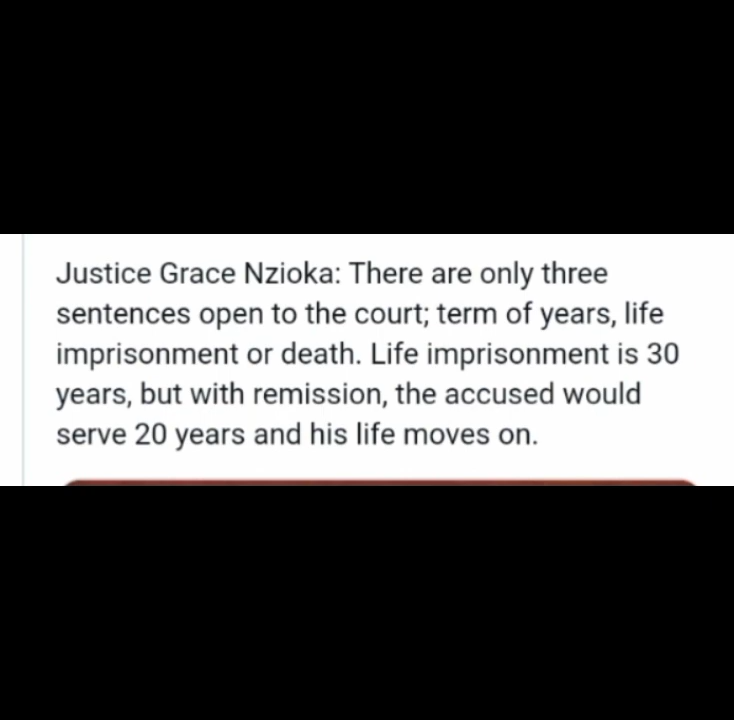 Justice Grace Nzioka: There are only three
sentences open to the court; term of years, life
imprisonment or death. Life imprisonment is 30
years, but with remission, the accused would
serve 20 years and his life moves on.